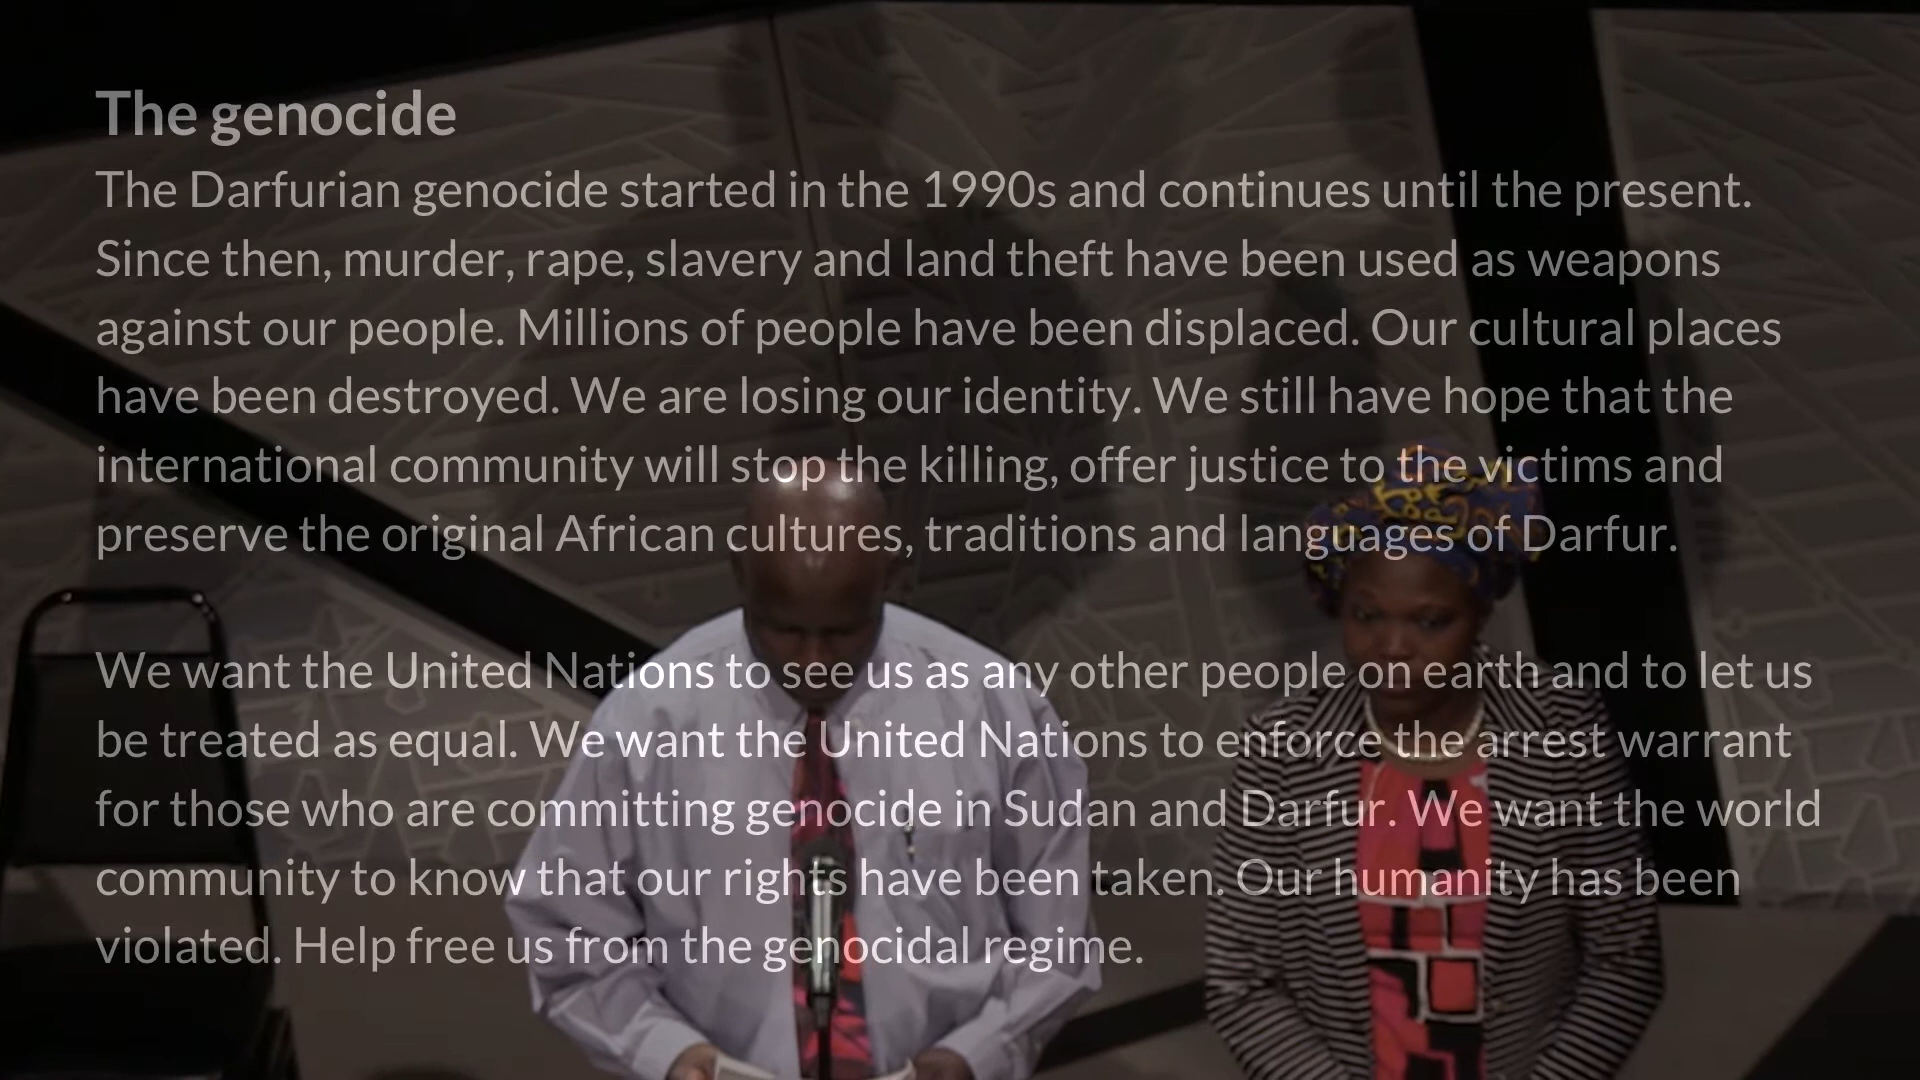 The genocide
The Darfurian genocide started in the 1990s and continues until the present.
Since then, murder, rape, slavery and land theft have been used as weapons
against our people. Millions of people have been displaced. Our cultural places
have been destroyed. We are losing our identity. We still have hope that the
international community will stop the killing, offer justice to the victims and
preserve the original African cultures, traditions and languages of Darfur.
We want the United Nations to see us as any other people on earth and to let us
be treated as equal. We want the United Nations to enforce the arrest warrant
for those who are committing genocide in Sudan and Darfur. We want the world
community to know that our rights have been taken. Our humanity has been
violated. Help free us from the genocidal regime.